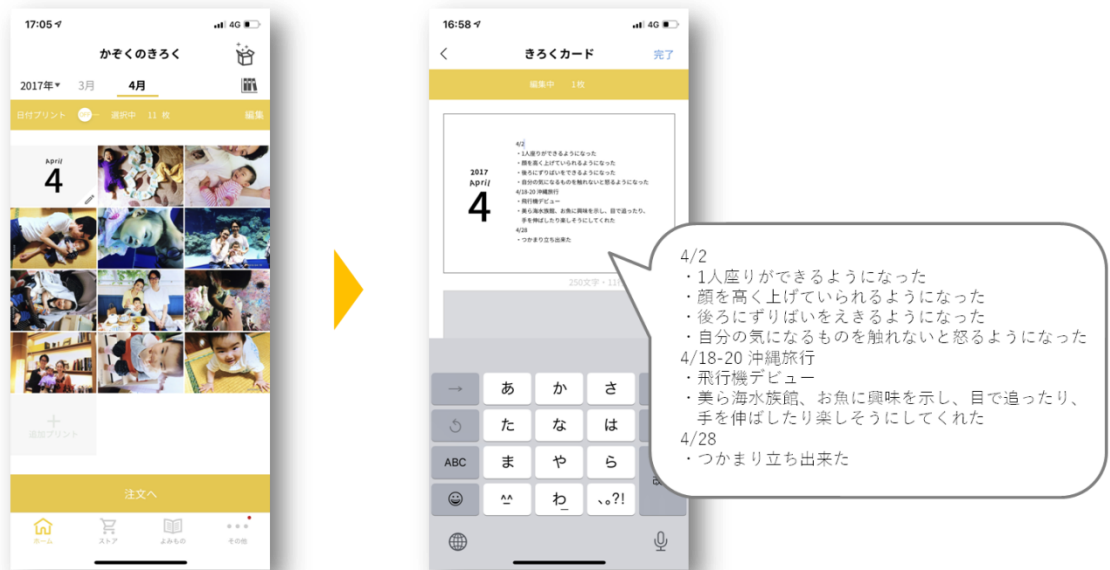 17:05
4G
かぞくのきろく
2017年▾ 3月 4月
日付プリント 選択中 11 枚 編集
April
4
+
追加プリント
注文へ
ホーム ストア よみもの その他
16:58
4G
< きろくカード 完了
編集中 1枚
2017
April
4
4/2
・1人座りができるようになった
・顔を高く上げていられるようになった
・後ろにずりばいをできるようになった
・自分の気になるものを触れないと怒るようになった
4/18-20 沖縄旅行
・飛行機デビュー
・美ら海水族館、お魚に興味を示し、目で追ったり、
手を伸ばしたり楽しそうにしてくれた
4/28
・つかまり立ち出来た
250文字・11
→ あ か さ
た な は
ABC ま や ら
^^ わ 、。?!
4/2
・1人座りができるようになった
・顔を高く上げていられるようになった
・後ろにずりばいをえきるようになった
・自分の気になるものを触れないと怒るようになった
4/18-20 沖縄旅行
・飛行機デビュー
・美ら海水族館、お魚に興味を示し、目で追ったり、
手を伸ばしたり楽しそうにしてくれた
4/28
・つかまり立ち出来た